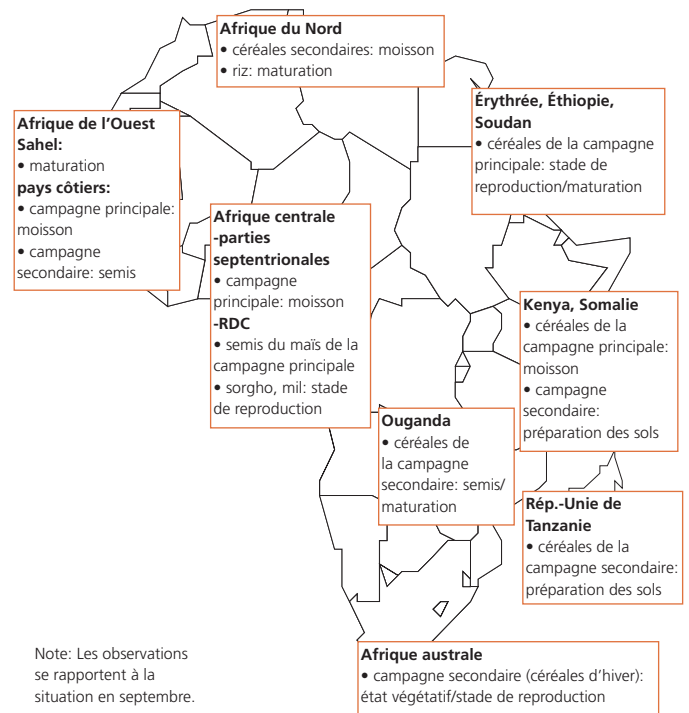 Afrique du Nord
• céréales secondaires: moisson
• riz: maturation
Érythrée, Éthiopie,
Soudan
• céréales de la campagne
principale: stade de
reproduction/maturation
Afrique de l'Ouest
Sahel:
• maturation
pays côtiers:
• campagne principale:
moisson
• campagne
secondaire: semis
Afrique centrale
-parties
septentrionales
• campagne
principale: moisson
-RDC
• semis du maïs de la
campagne principale
• sorgho, mil: stade
de reproduction
Kenya, Somalie
• céréales de la
campagne principale:
moisson
• campagne
secondaire:
préparation des sols
Ouganda
• céréales de
la campagne
secondaire: semis/
maturation
Rép.-Unie de
Tanzanie
• céréales de la
campagne secondaire:
préparation des sols
Note: Les observations
se rapportent à la
situation en septembre.
Afrique australe
• campagne secondaire (céréales d'hiver):
état végétatif/stade de reproduction